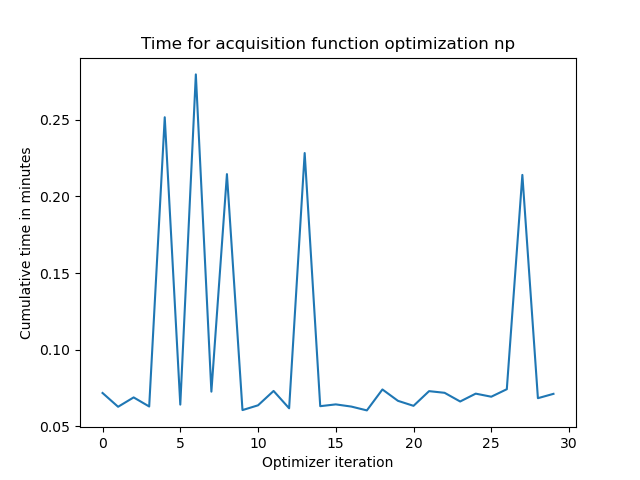 Time for acquisition function optimization np
Cumulative time in minutes
0.25
0.20
0.15
0.10
0.05
0 5 10 15 20 25 30
Optimizer iteration